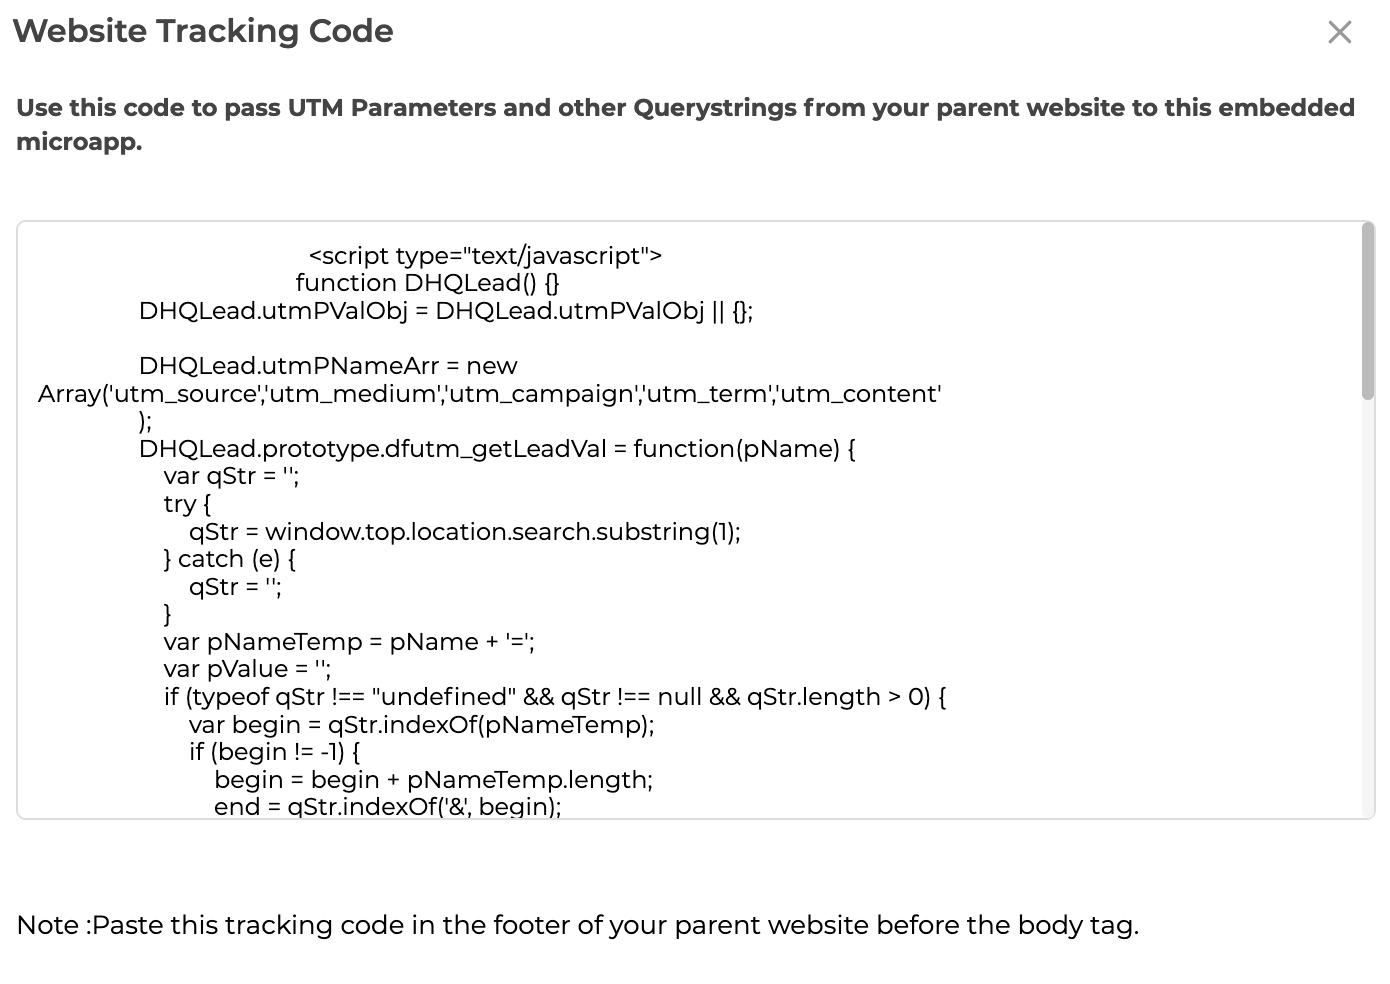 Website Tracking Code
Use this code to pass UTM Parameters and other Querystrings from your parent website to this embedded
microapp.
<script type="text/javascript">
function DHQLead() {}
DHQLead.utmPValObj = DHQLead.utmPValObj || {};
DHQLead.utmPNameArr = new
Array('utm_source','utm_medium','utm_campaign','utm_term','utm_content'
);
DHQLead.prototype.dfutm_getLeadVal = function(pName) {
var qStr = '';
try {
qStr = window.top.location.search.substring(1);
} catch (e) {
qStr = '';
}
var pNameTemp = pName + '=';
var pValue = '';
if (typeof qStr !== "undefined" && qStr !== null && qStr.length > 0) {
var begin = qStr.indexOf(pNameTemp);
if (begin != -1) {
begin = begin + pNameTemp.length;
end = qStr.indexOf('&', begin);
Note :Paste this tracking code in the footer of your parent website before the body tag.